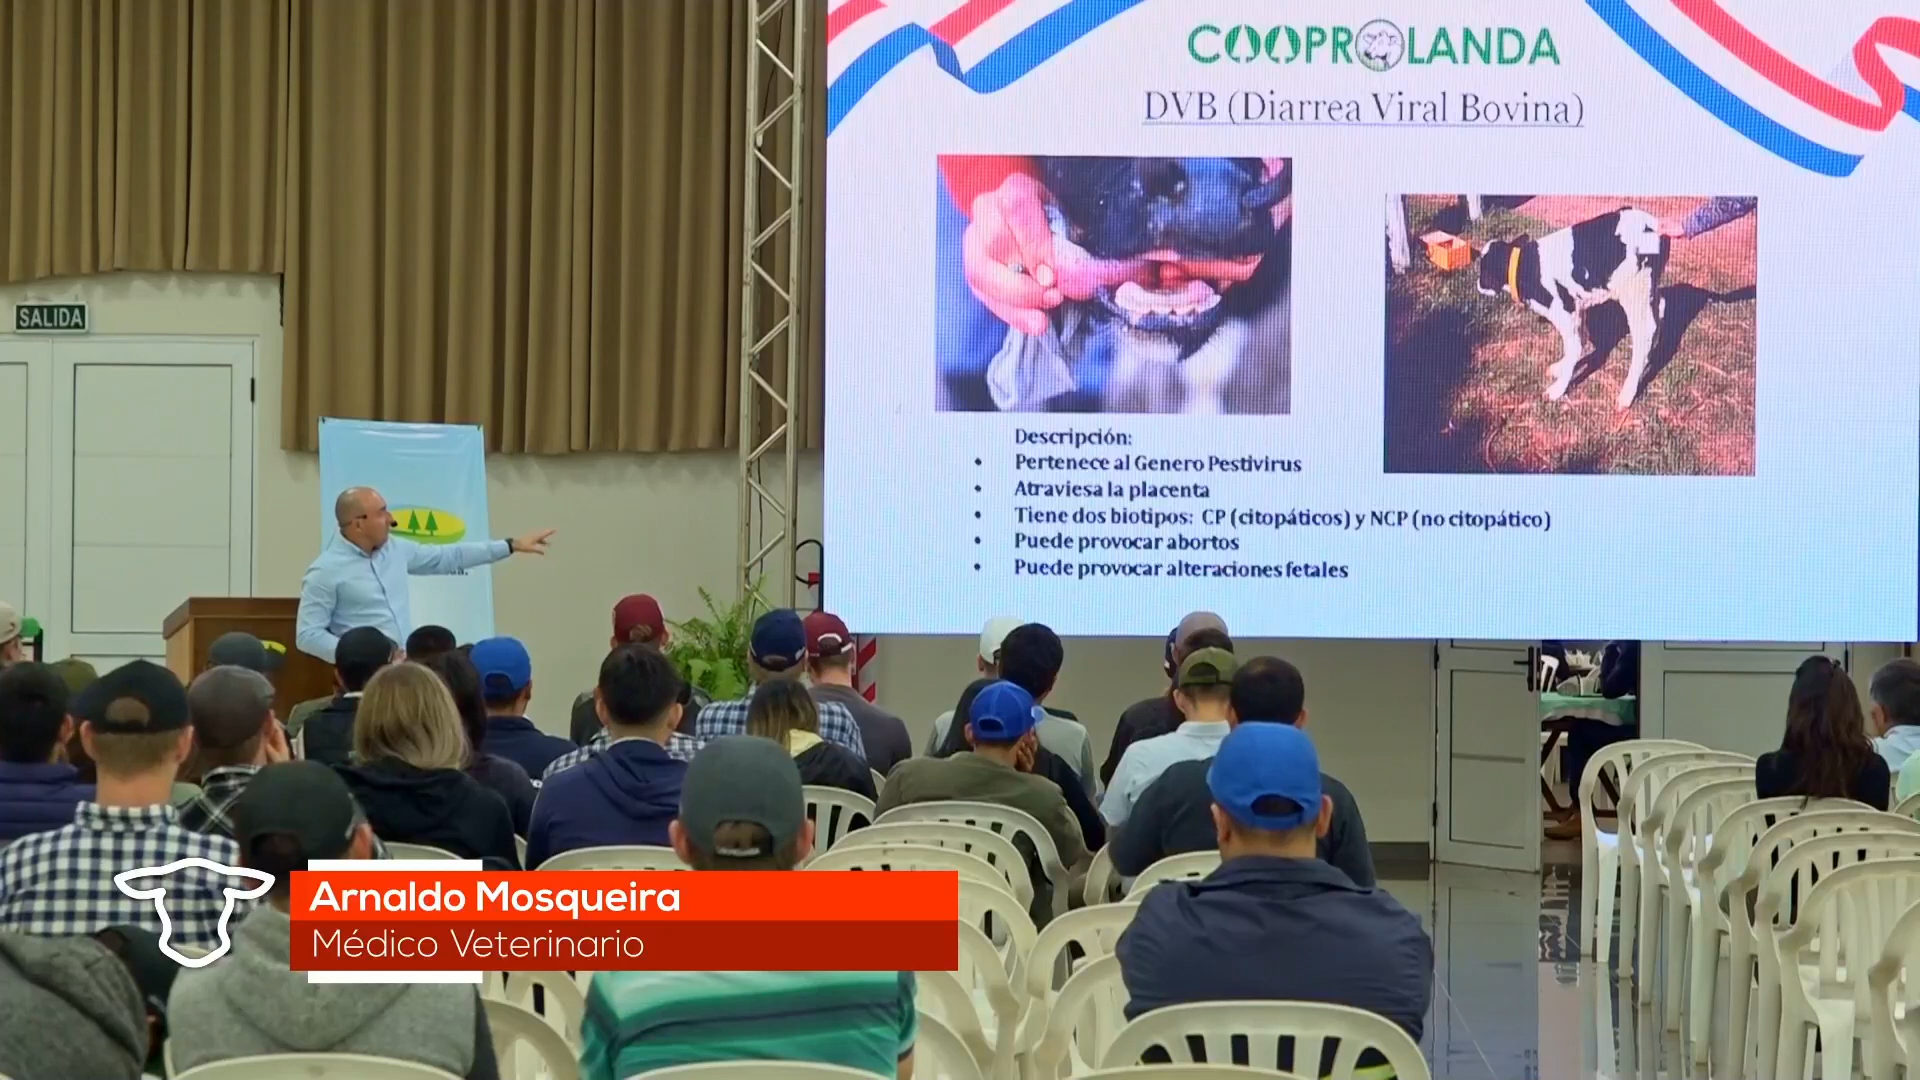 COOPROLANDA
DVB (Diarrea Viral Bovina)
SALIDA
Descripción:
• Pertenece al Genero Pestivirus
• Atraviesa la placenta
• Tiene dos biotipos: CP (citopáticos) y NCP (no citopático)
• Puede provocar abortos
• Puede provocar alteraciones fetales
Arnaldo Mosqueira
Médico Veterinario